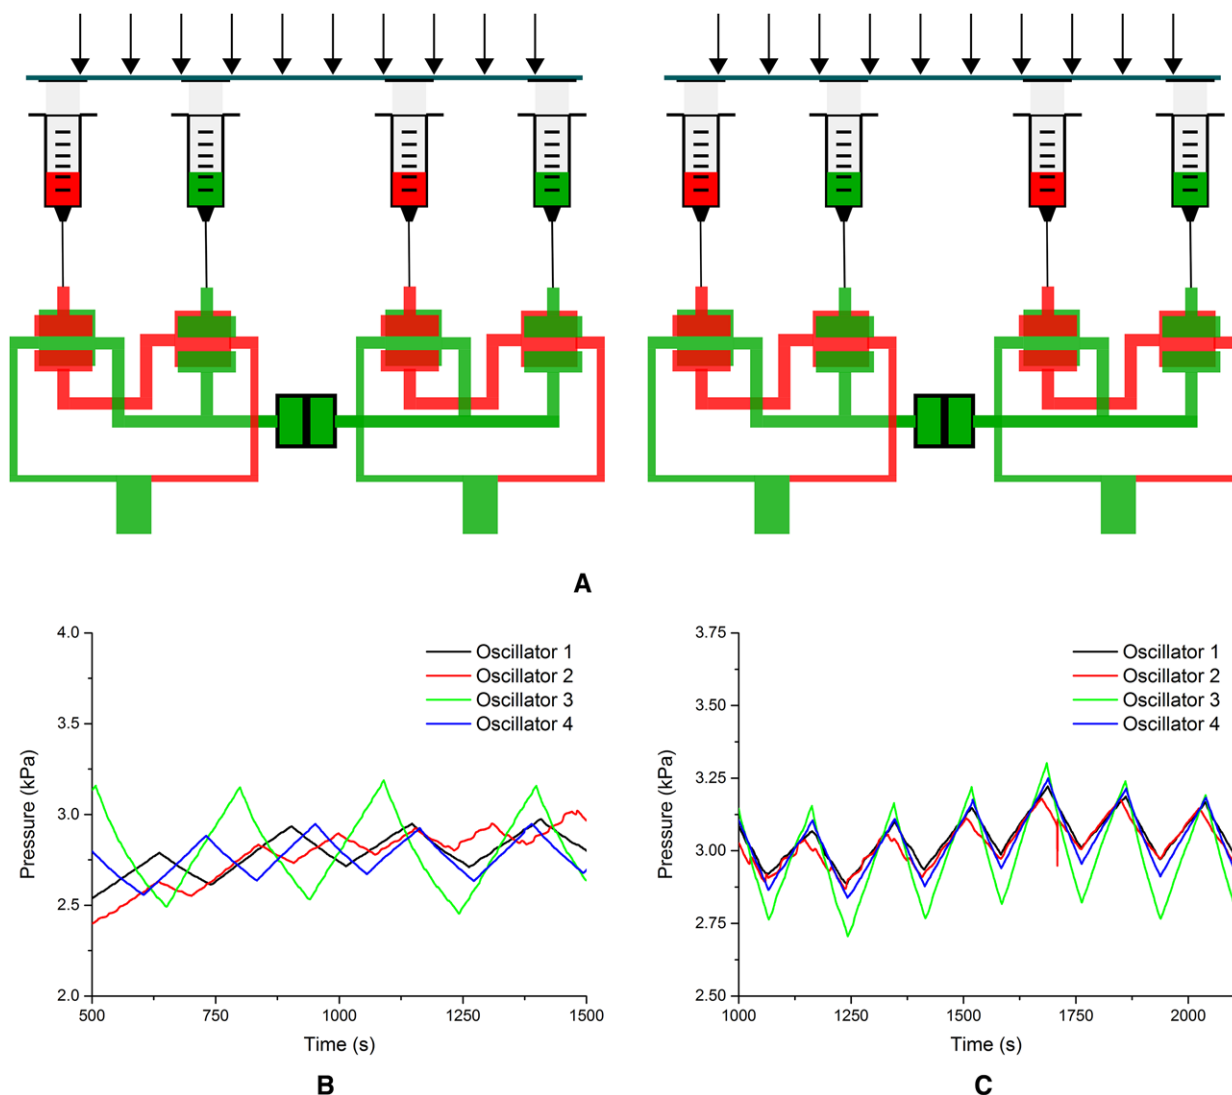 A
4.0
3.5
3.0
2.5
2.0
Pressure (kPa)
500
750
1000
1250
1500
Time (s)
Oscillator 1
Oscillator 2
Oscillator 3
Oscillator 4
B
3.75
3.50
3.25
3.00
2.75
2.50
Pressure (kPa)
1000
1250
1500
1750
2000
Time (s)
Oscillator 1
Oscillator 2
Oscillator 3
Oscillator 4
C